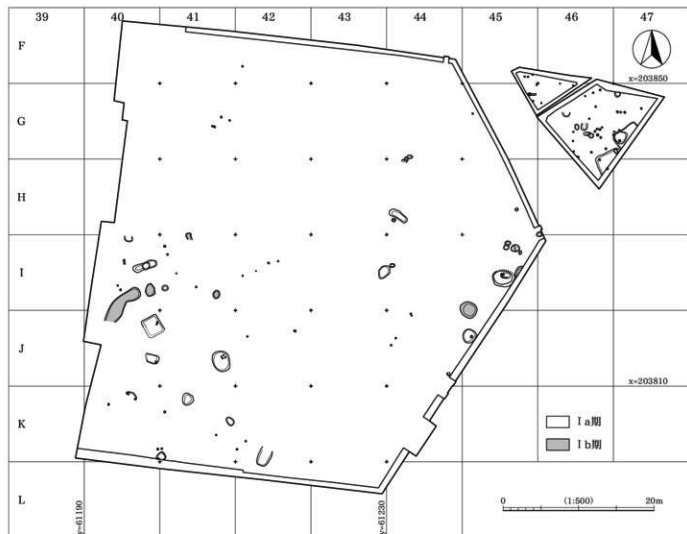 39 40 41 42 43 44 45 46 47
F
x=203850
G
H
I
J
x=203810
K
Ⅰa期
Ⅰb期
L
y=61190
y=61230
0 (1:500) 20m